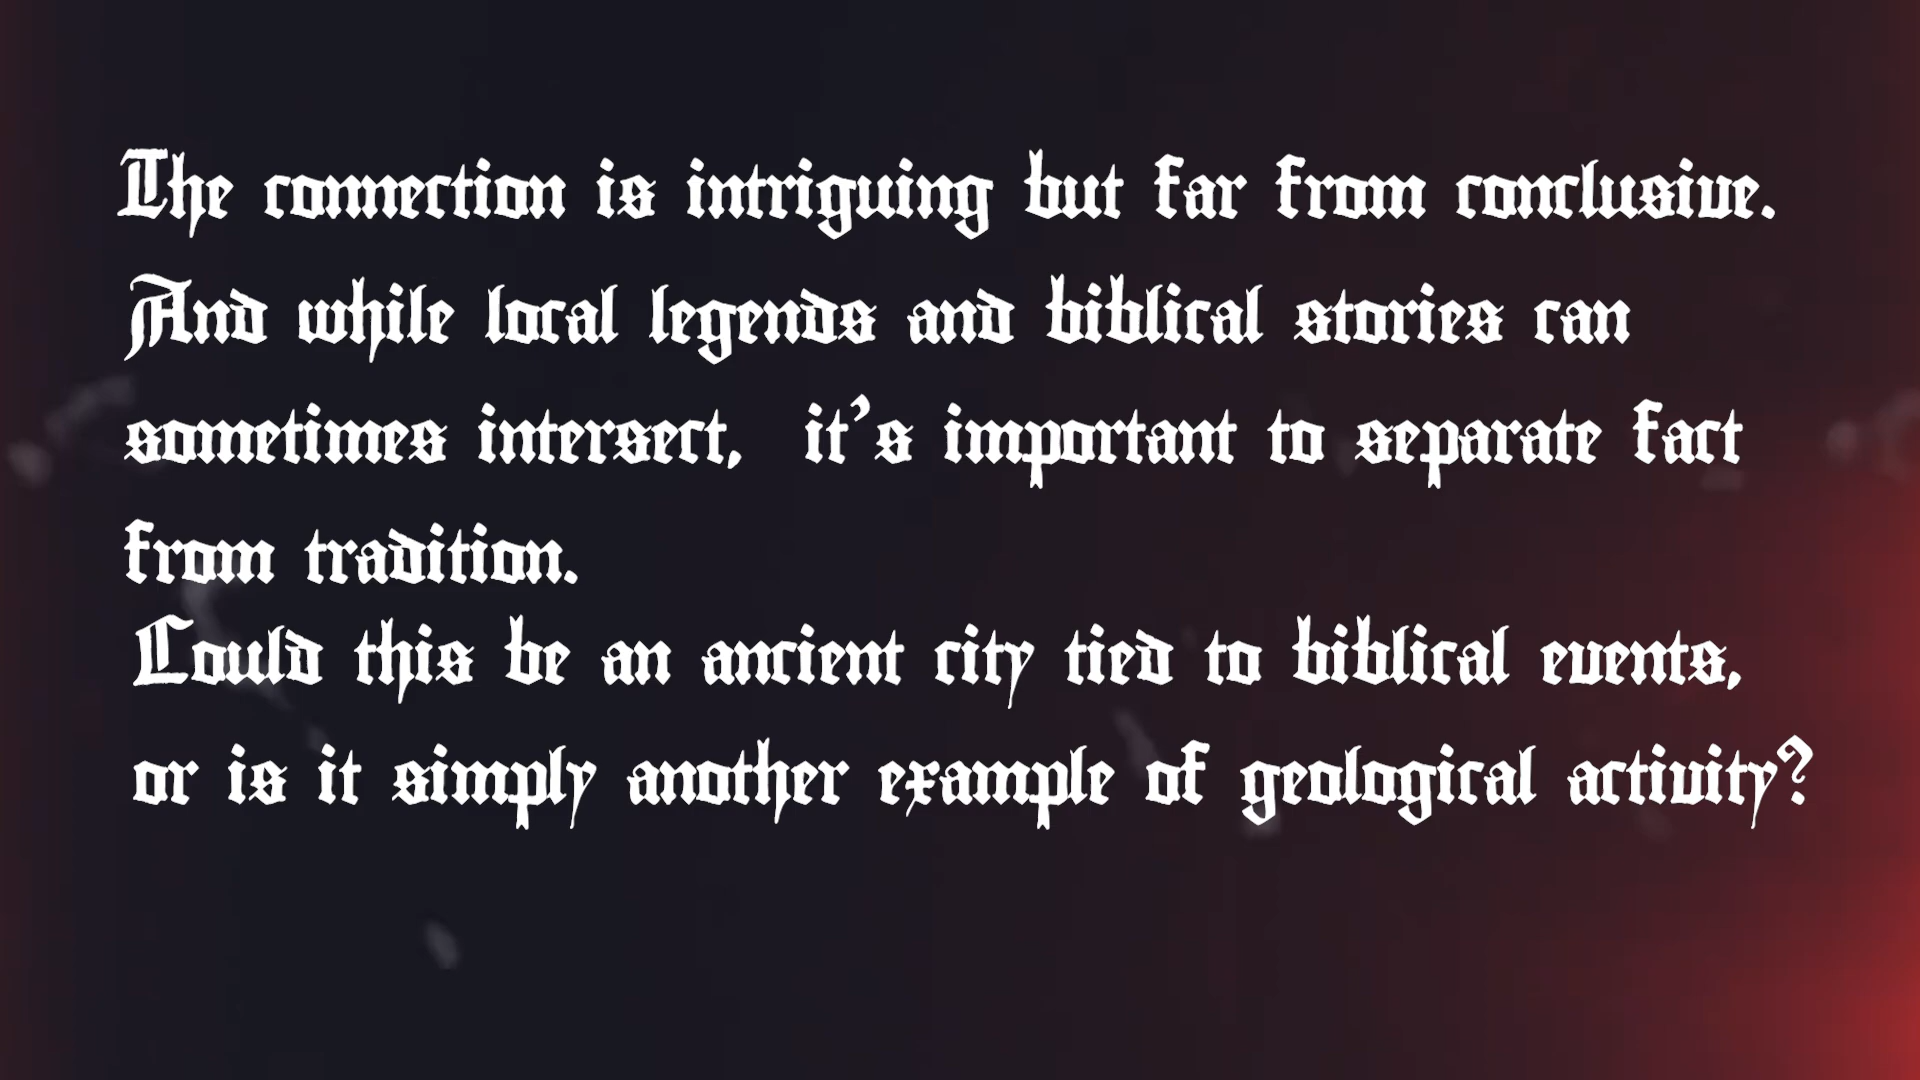 The connection is intriguing but far from conclusive.
And while local legends and biblical stories can
sometimes intersect, it's important to separate fact
from tradition.
Could this be an ancient city tied to biblical events,
or is it simply another example of geological activity?